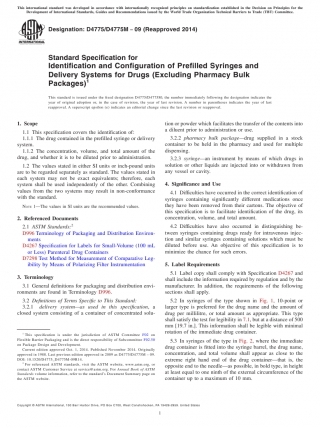 This international standard was developed in accordance with internationally recognized principles on standardization established in the Decision on Principles for the
Development of International Standards, Guides and Recommendations issued by the World Trade Organization Technical Barriers to Trade (TBT) Committee.
INTERNATIONAL
Designation: D4775/D4775M − 09 (Reapproved 2014)
Standard Specification for
Identification and Configuration of Prefilled Syringes and
Delivery Systems for Drugs (Excluding Pharmacy Bulk
Packages)¹
This standard is issued under the fixed designation D4775/D4775M; the number immediately following the designation indicates the
year of original adoption or, in the case of revision, the year of last revision. A number in parentheses indicates the year of last
reapproval. A superscript epsilon (ε) indicates an editorial change since the last revision or reapproval.
1. Scope
1.1 This specification covers the identification of:
1.1.1 The drug contained in the prefilled syringe or delivery
system.
1.1.2 The concentration, volume, and total amount of the
drug, and whether it is to be diluted prior to administration.
1.2 The values stated in either SI units or inch-pound units
are to be regarded separately as standard. The values stated in
each system may not be exact equivalents; therefore, each
system shall be used independently of the other. Combining
values from the two systems may result in non-conformance
with the standard.
NOTE 1—The values in SI units are the recommended values.
2. Referenced Documents
2.1 ASTM Standards:²
D996 Terminology of Packaging and Distribution Environ-
ments
D4267 Specification for Labels for Small-Volume (100 mL
or Less) Parenteral Drug Containers
D7298 Test Method for Measurement of Comparative Leg-
ibility by Means of Polarizing Filter Instrumentation
3. Terminology
3.1 General definitions for packaging and distribution envi-
ronments are found in Terminology D996.
3.2 Definitions of Terms Specific to This Standard:
3.2.1 delivery system—as used in this specification, a
closed system consisting of a container of concentrated solu-
¹ This specification is under the jurisdiction of ASTM Committee F02 on
Flexible Barrier Packaging and is the direct responsibility of Subcommittee F02.50
on Package Design and Development.
Current edition approved Oct. 1, 2014. Published November 2014. Originally
approved in 1988. Last previous edition approved in 2009 as D4775/D4775M – 09.
DOI: 10.1520/D4775_D4775M-09R14.
² For referenced ASTM standards, visit the ASTM website, www.astm.org, or
contact ASTM Customer Service at service@astm.org. For Annual Book of ASTM
Standards volume information, refer to the standard's Document Summary page on
the ASTM website.
tion or powder which facilitates the transfer of the contents into
a diluent prior to administration or use.
3.2.2 pharmacy bulk package—drug supplied in a stock
container to be held in the pharmacy and used for multiple
dispensing.
3.2.3 syringe—an instrument by means of which drugs in
solution or other liquids are injected into or withdrawn from
any vessel or cavity.
4. Significance and Use
4.1 Difficulties have occurred in the correct identification of
syringes containing significantly different medications once
they have been removed from their cartons. The objective of
this specification is to facilitate identification of the drug, its
concentration, volume, and total amount.
4.2 Difficulties have also occurred in distinguishing be-
tween syringes containing drugs ready for intravenous injec-
tion and similar syringes containing solutions which must be
diluted before use. An objective of this specification is to
minimize the chance for such errors.
5. Label Requirements
5.1 Label copy shall comply with Specification D4267 and
shall include the information required by regulation and by the
manufacturer. In addition, the requirements of the following
sections shall apply.
5.2 In syringes of the type shown in Fig. 1, 10-point or
larger type is preferred for the drug name and the amount of
drug per millilitre, or total amount as appropriate. This type
shall satisfy the test for legibility in 7.1, but at a distance of 500
mm [19.7 in.]. This information shall be legible with minimal
rotation of the immediate drug container.
5.3 In syringes of the type in Fig. 2, where the immediate
drug container is fitted into the syringe barrel, the drug name,
concentration, and total volume shall appear as close to the
extreme right hand end of the drug container—that is, the
opposite end to the needle—as possible, in bold type, in height
at least equal to one ninth of the external circumference of the
container up to a maximum of 10 mm.
Copyright © ASTM International, 100 Barr Harbor Drive, PO Box C700, West Conshohocken, PA 19428-2959. United States
1